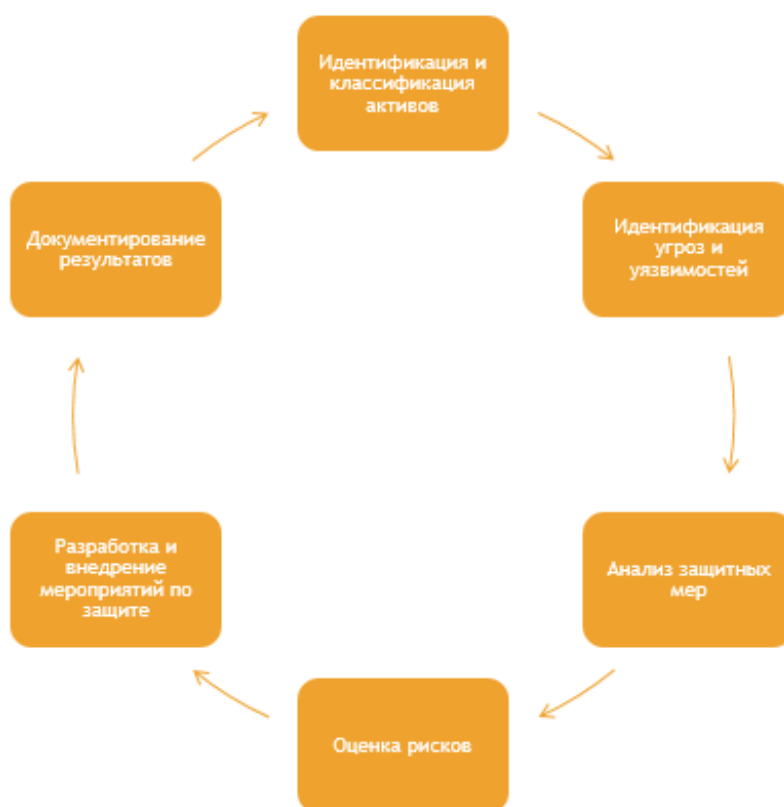 Идентификация и
классификация
активов
Идентификация
угроз и
уязвимостей
Анализ защитных
мер
Оценка рисков
Разработка и
внедрение
мероприятий по
защите
Документирование
результатов